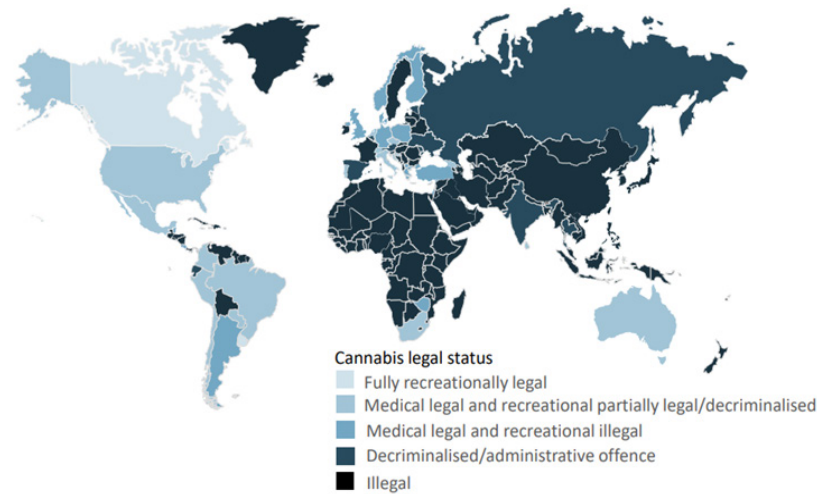 Cannabis legal status
Fully recreationally legal
Medical legal and recreational partially legal/decriminalised
Medical legal and recreational illegal
Decriminalised/administrative offence
Illegal